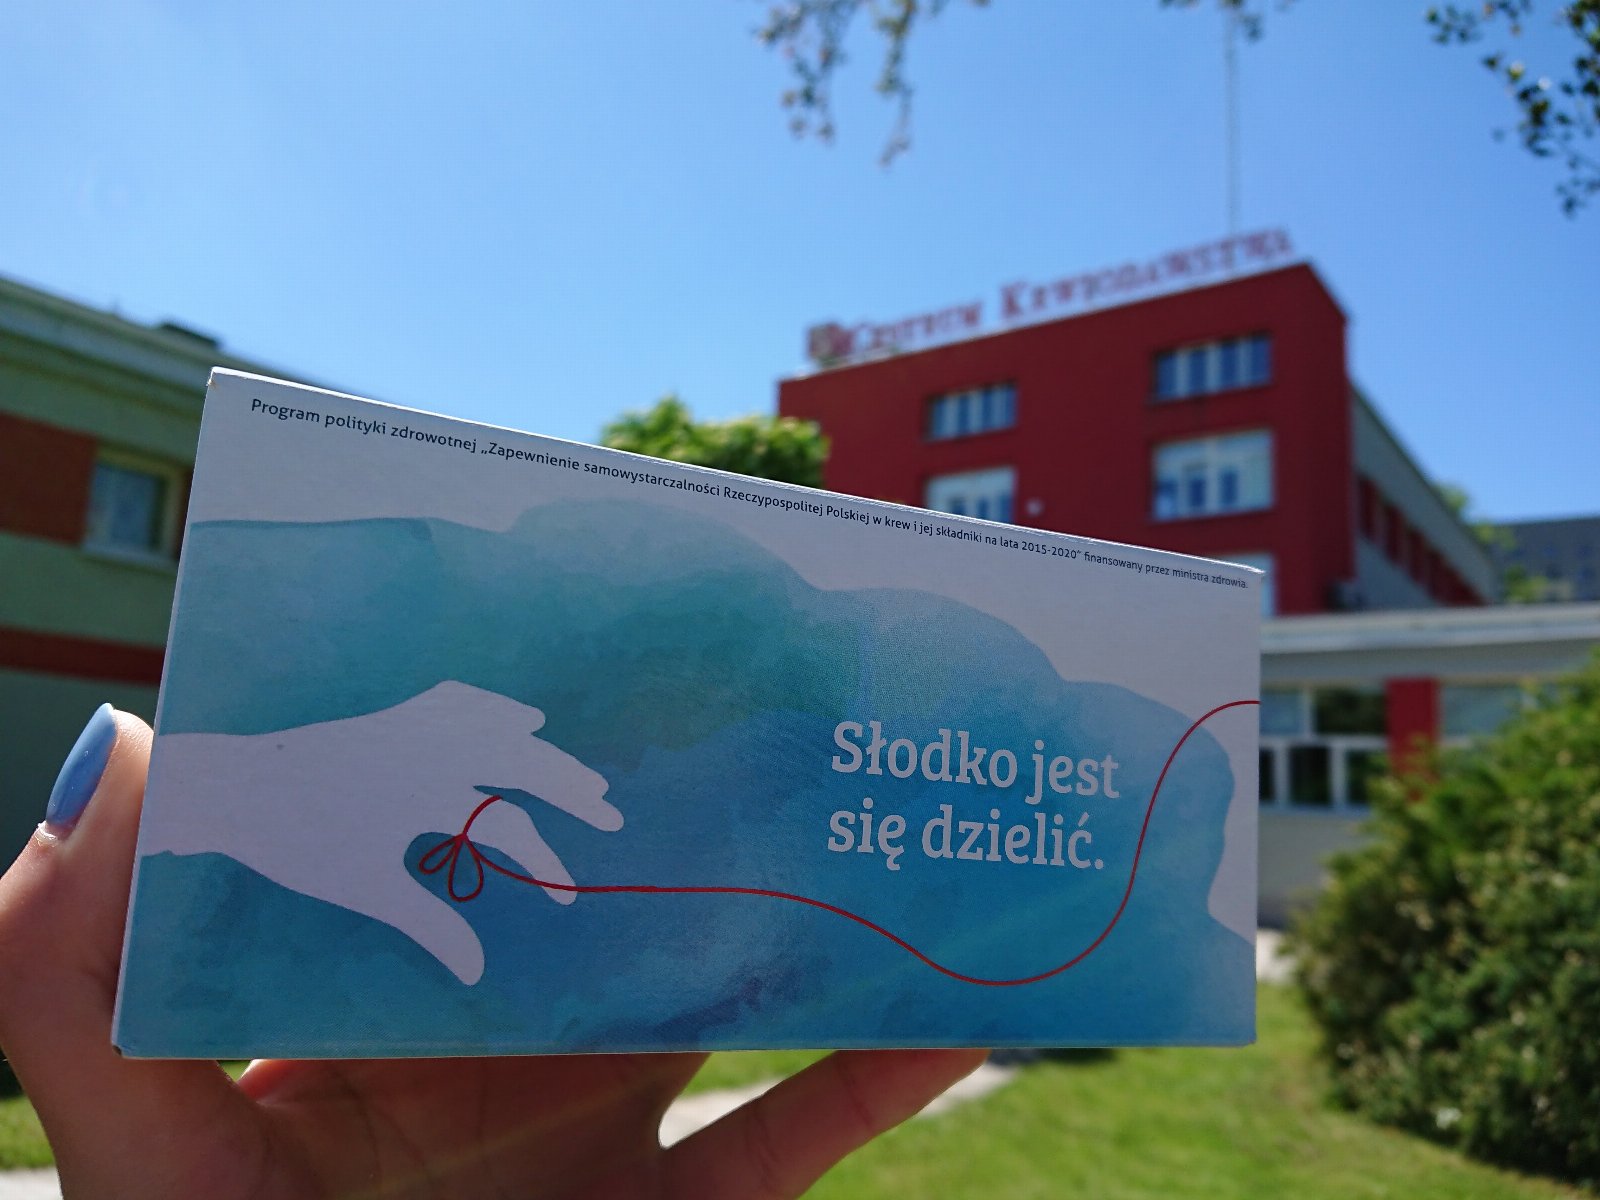 Centrum Krwiodawstwa
Program polityki zdrowotnej „Zapewnienie samowystarczalności Rzeczypospolitej Polskiej w krew i jej składniki na lata 2015-2020” finansowany przez ministra zdrowia.
Słodko jest
się dzielić.